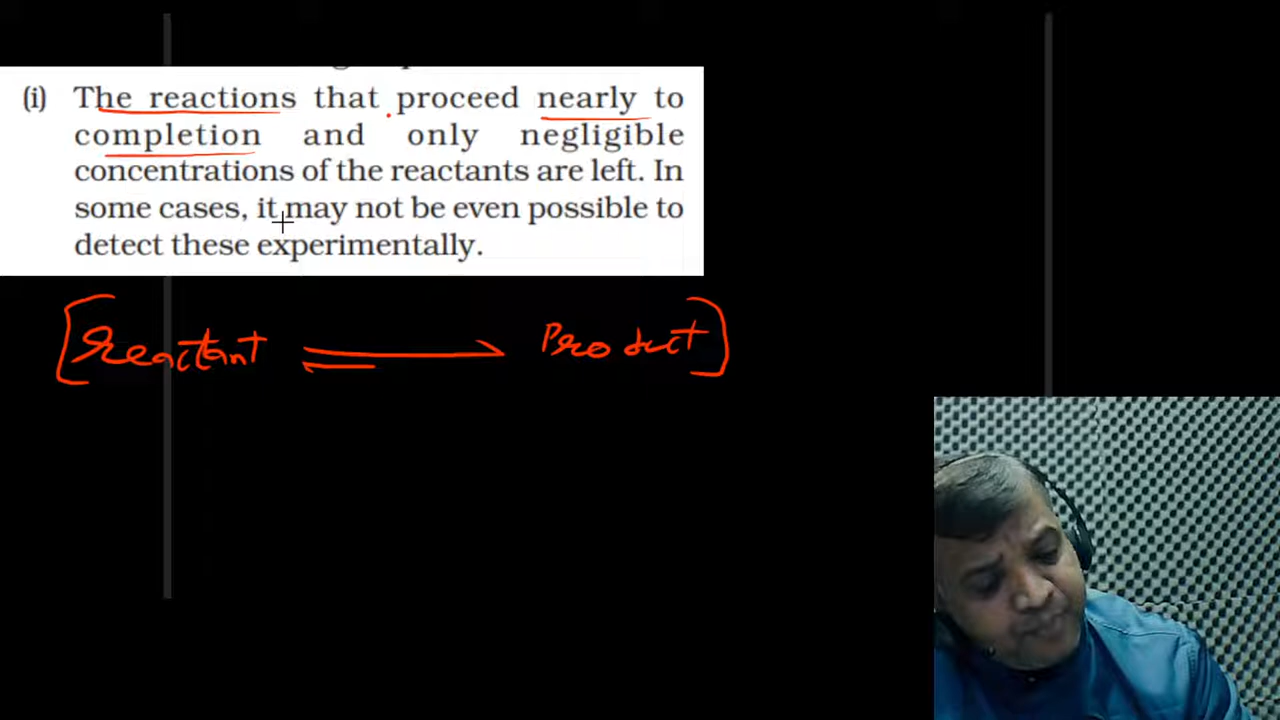 (i) The reactions that proceed nearly to
completion and only negligible
concentrations of the reactants are left. In
some cases, it may not be even possible to
detect these experimentally.
[Reactant ⇌ Product]